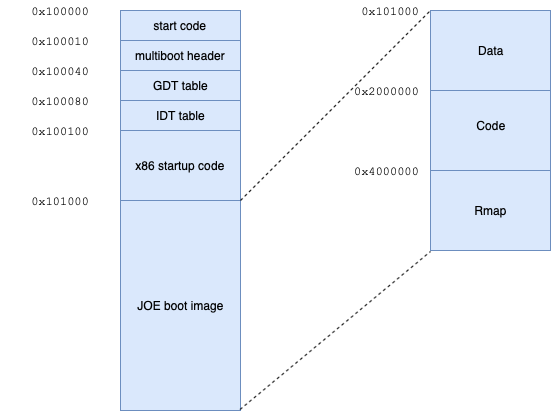 0x100000
start code
0x100010
multiboot header
0x100040
GDT table
0x100080
IDT table
0x100100
x86 startup code
0x101000
JOE boot image
0x101000
Data
0x2000000
Code
0x4000000
Rmap